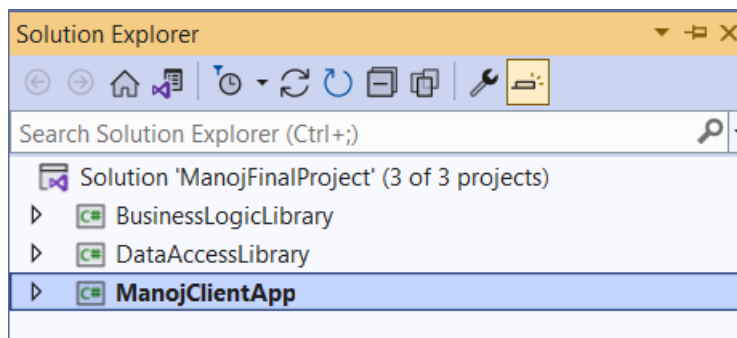 Solution Explorer
Search Solution Explorer (Ctrl+;)
Solution 'ManojFinalProject' (3 of 3 projects)
C# BusinessLogicLibrary
C# DataAccessLibrary
C# ManojClientApp